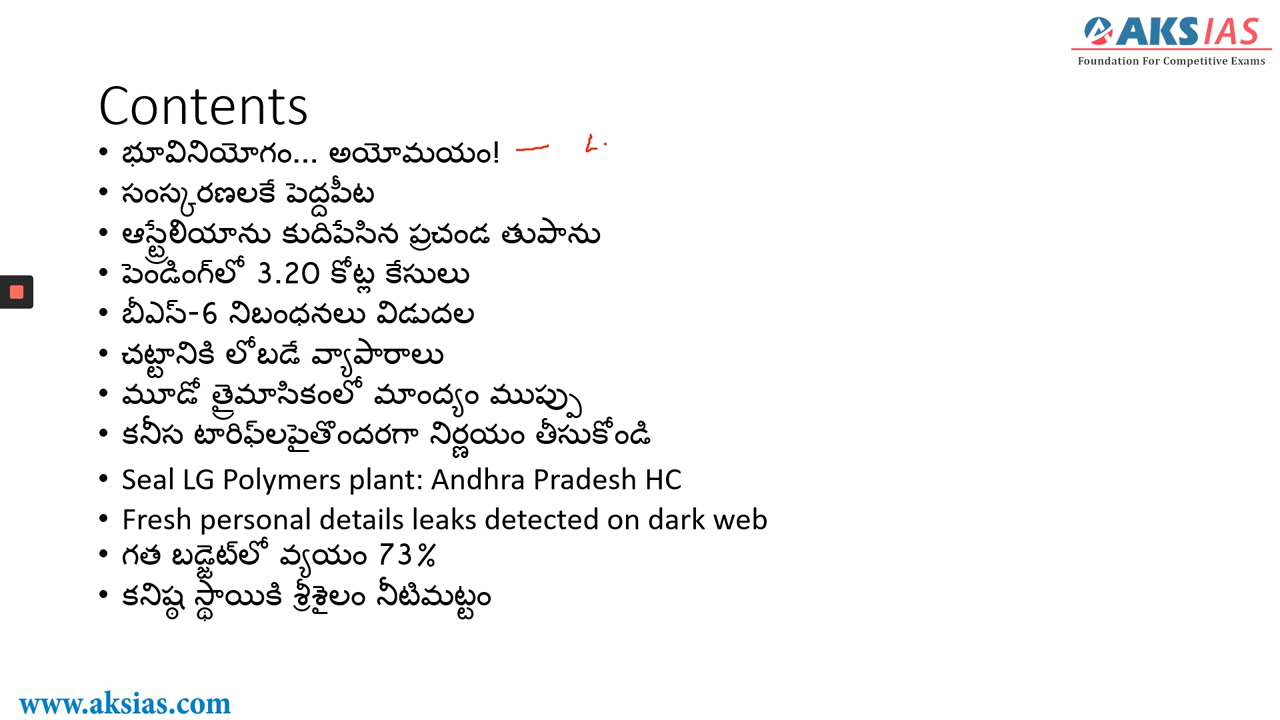 AKS IAS
Foundation For Competitive Exams
Contents
• భూవినియోగం... అయోమయం! — L.
• సంస్కరణలకే పెద్దపీట
• ఆస్ట్రేలియాను కుదిపేసిన ప్రచండ తుపాను
• పెండింగ్‌లో 3.20 కోట్ల కేసులు
• బీఎస్-6 నిబంధనలు విడుదల
• చట్టానికి లోబడే వ్యాపారాలు
• మూడో త్రైమాసికంలో మాంద్యం ముప్పు
• కనీస టారిఫ్‌లపైతొందరగా నిర్ణయం తీసుకోండి
• Seal LG Polymers plant: Andhra Pradesh HC
• Fresh personal details leaks detected on dark web
• గత బడ్జెట్‌లో వ్యయం 73%
• కనిష్ఠ స్థాయికి శ్రీశైలం నీటిమట్టం
www.aksias.com